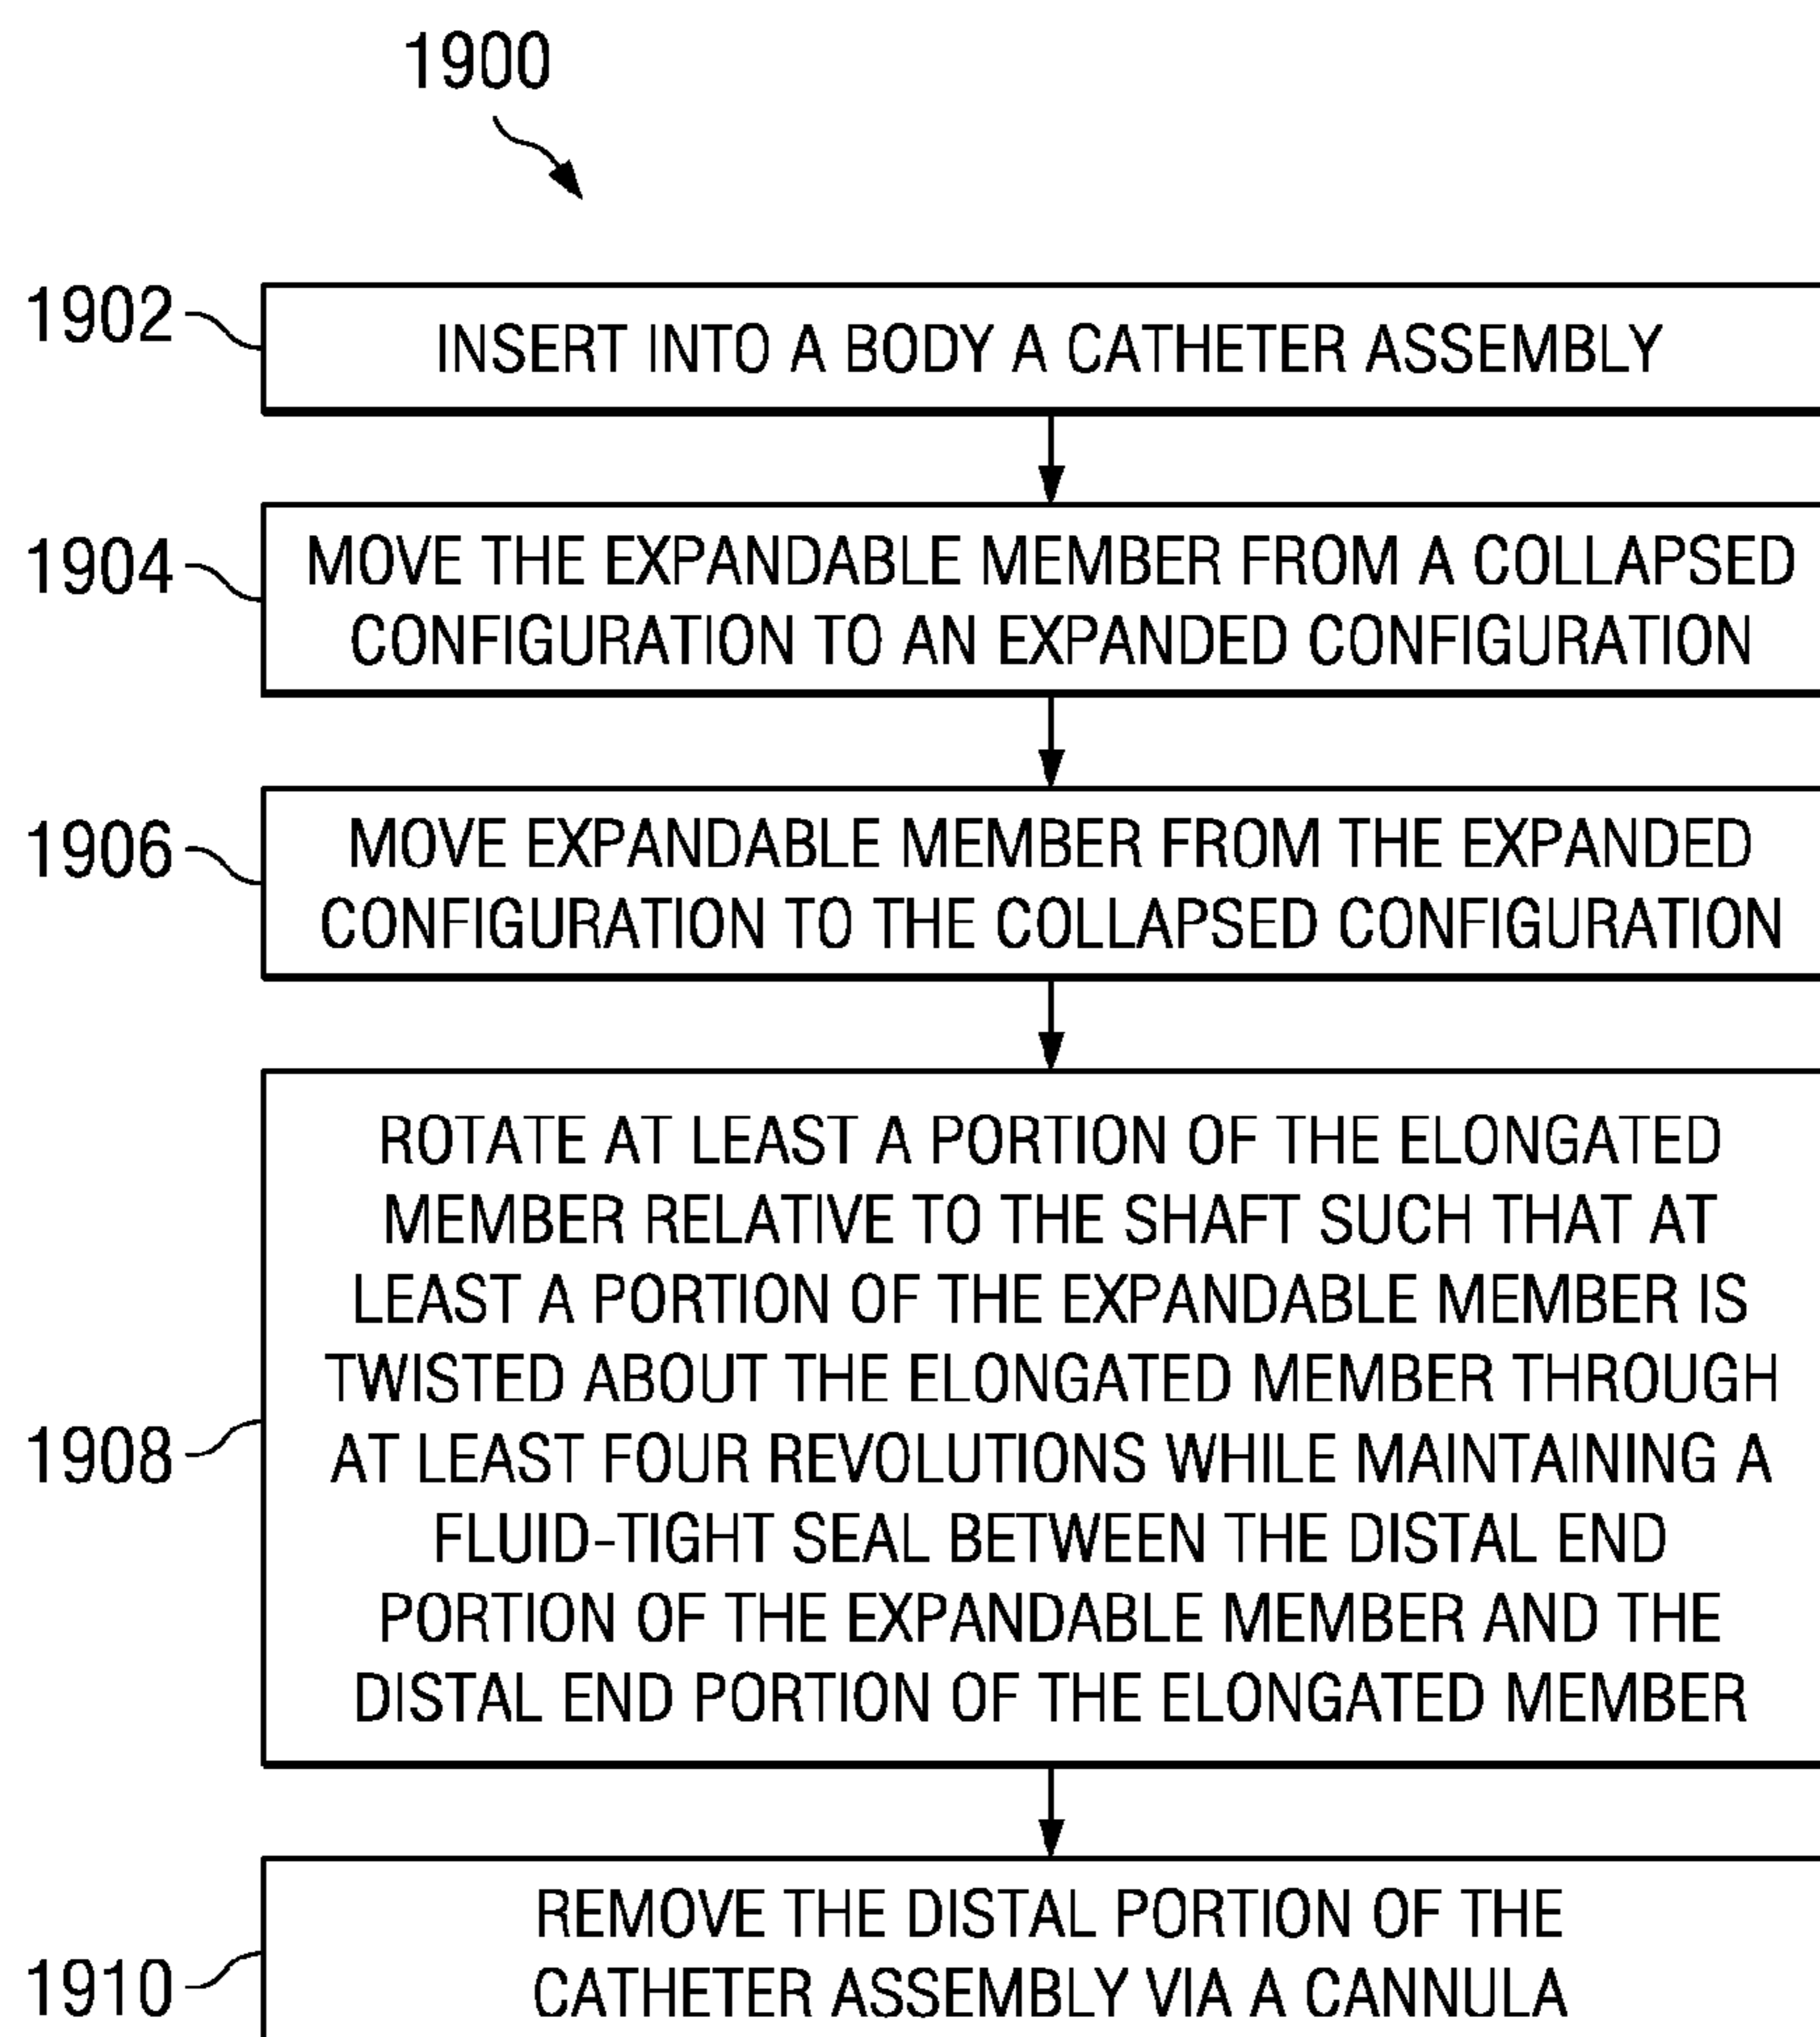 1900
1902
INSERT INTO A BODY A CATHETER ASSEMBLY
1904
MOVE THE EXPANDABLE MEMBER FROM A COLLAPSED
CONFIGURATION TO AN EXPANDED CONFIGURATION
1906
MOVE EXPANDABLE MEMBER FROM THE EXPANDED
CONFIGURATION TO THE COLLAPSED CONFIGURATION
1908
ROTATE AT LEAST A PORTION OF THE ELONGATED
MEMBER RELATIVE TO THE SHAFT SUCH THAT AT
LEAST A PORTION OF THE EXPANDABLE MEMBER IS
TWISTED ABOUT THE ELONGATED MEMBER THROUGH
AT LEAST FOUR REVOLUTIONS WHILE MAINTAINING A
FLUID-TIGHT SEAL BETWEEN THE DISTAL END
PORTION OF THE EXPANDABLE MEMBER AND THE
DISTAL END PORTION OF THE ELONGATED MEMBER
1910
REMOVE THE DISTAL PORTION OF THE
CATHETER ASSEMBLY VIA A CANNULA